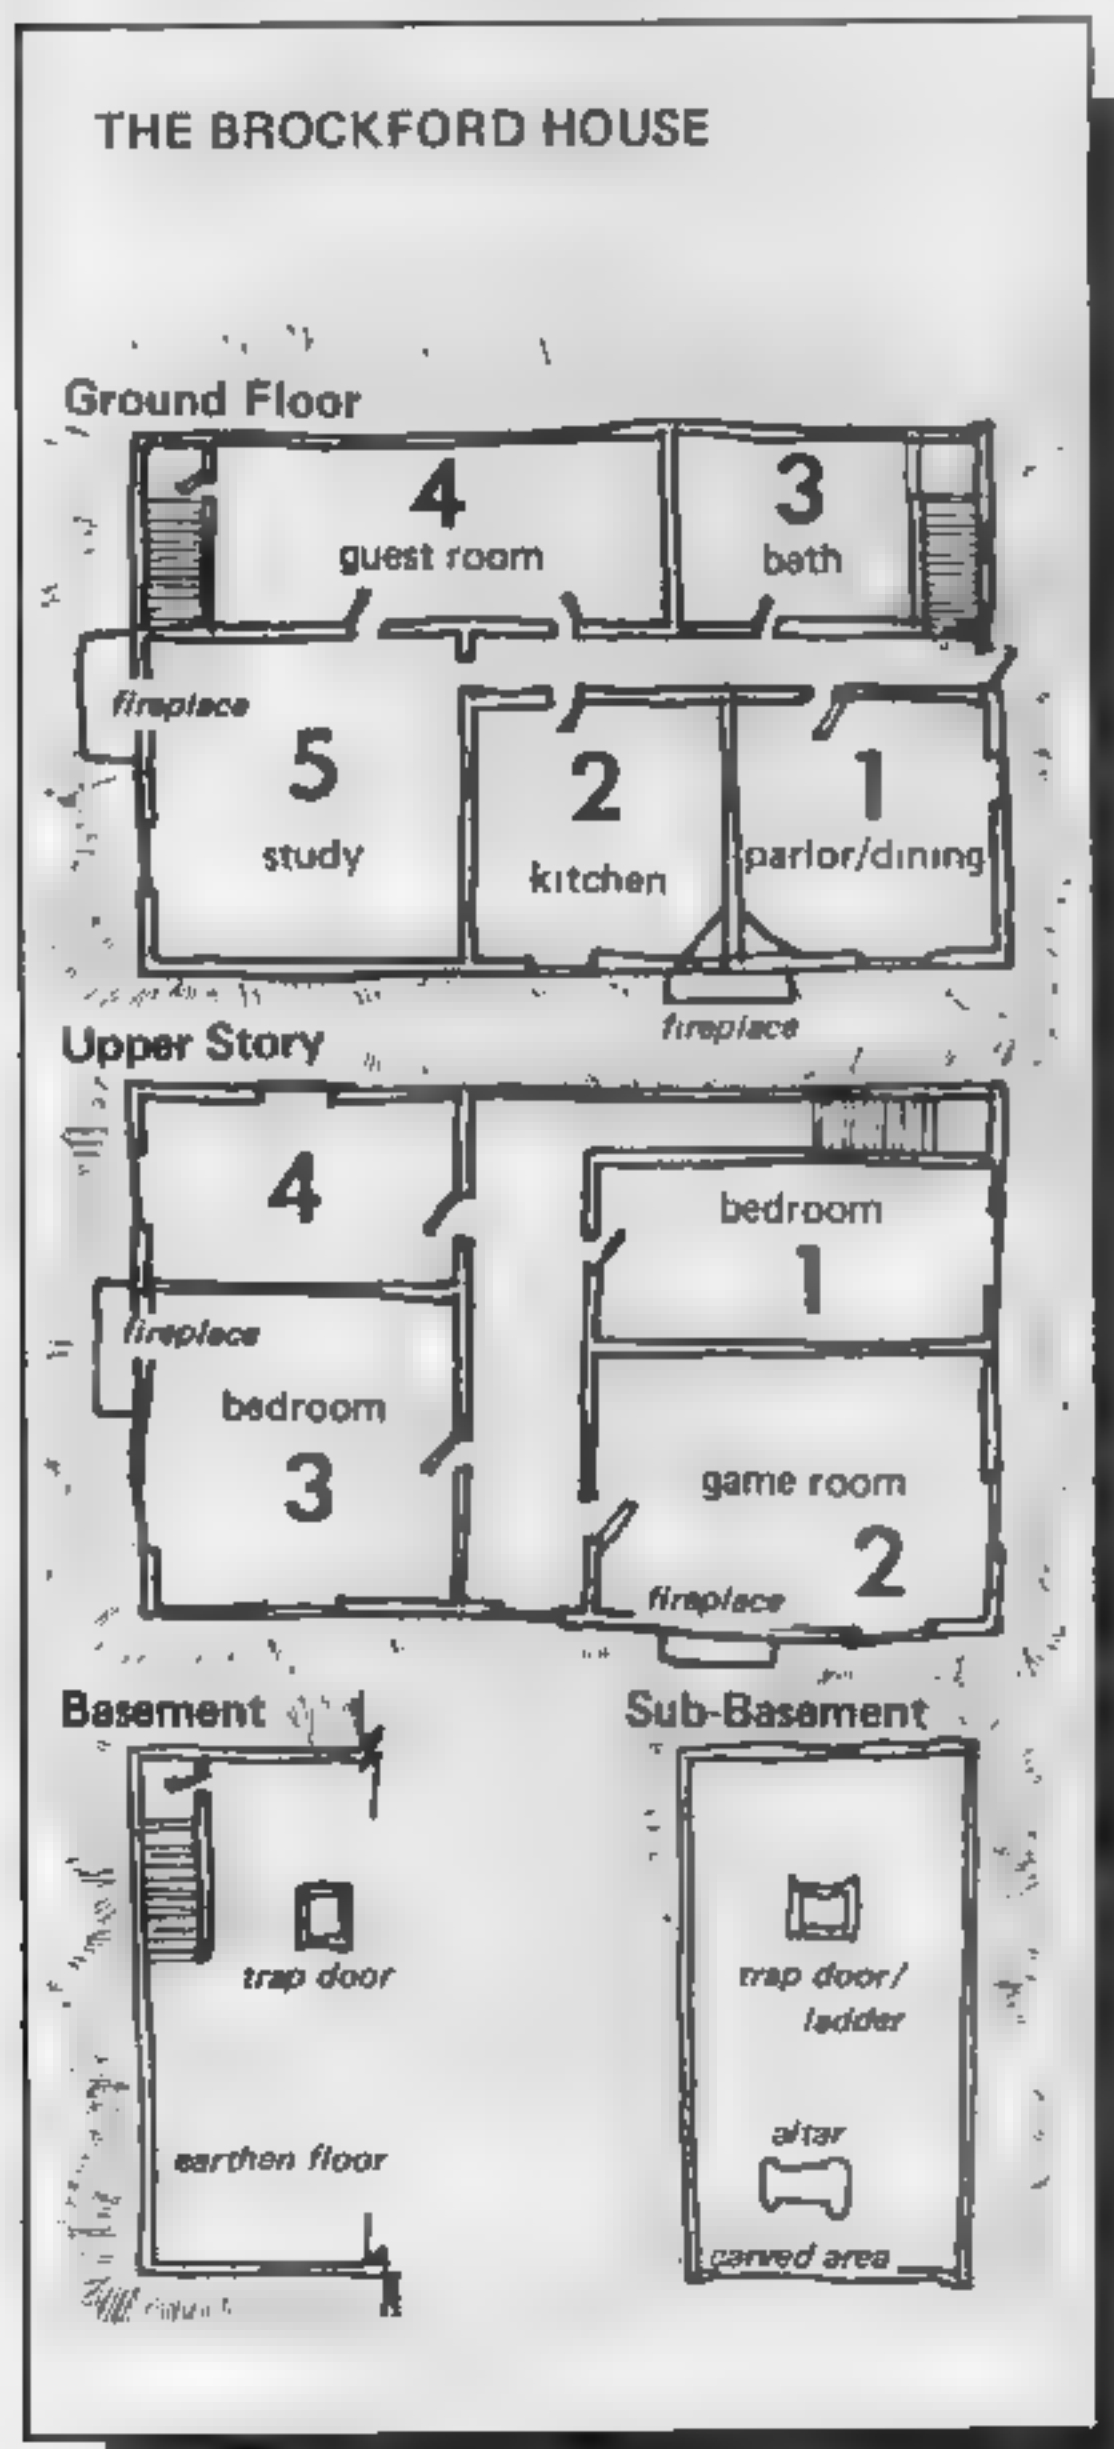 THE BROCKFORD HOUSE
Ground Floor
4
guest room
3
bath
fireplace
5
study
2
kitchen
1
parlor/dining
fireplace
Upper Story
4
bedroom
1
fireplace
bedroom
3
game room
2
fireplace
Basement
trap door
earthen floor
Sub-Basement
trap door/
ladder
altar
carved area